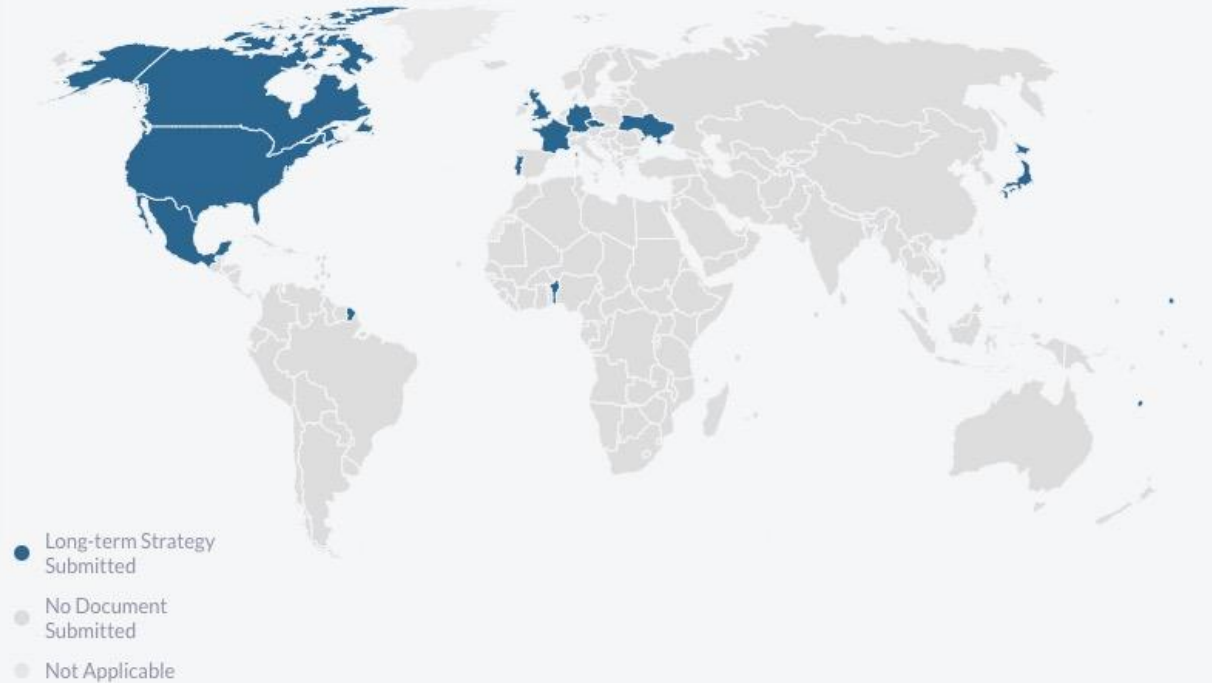 Long-term Strategy
Submitted
No Document
Submitted
Not Applicable